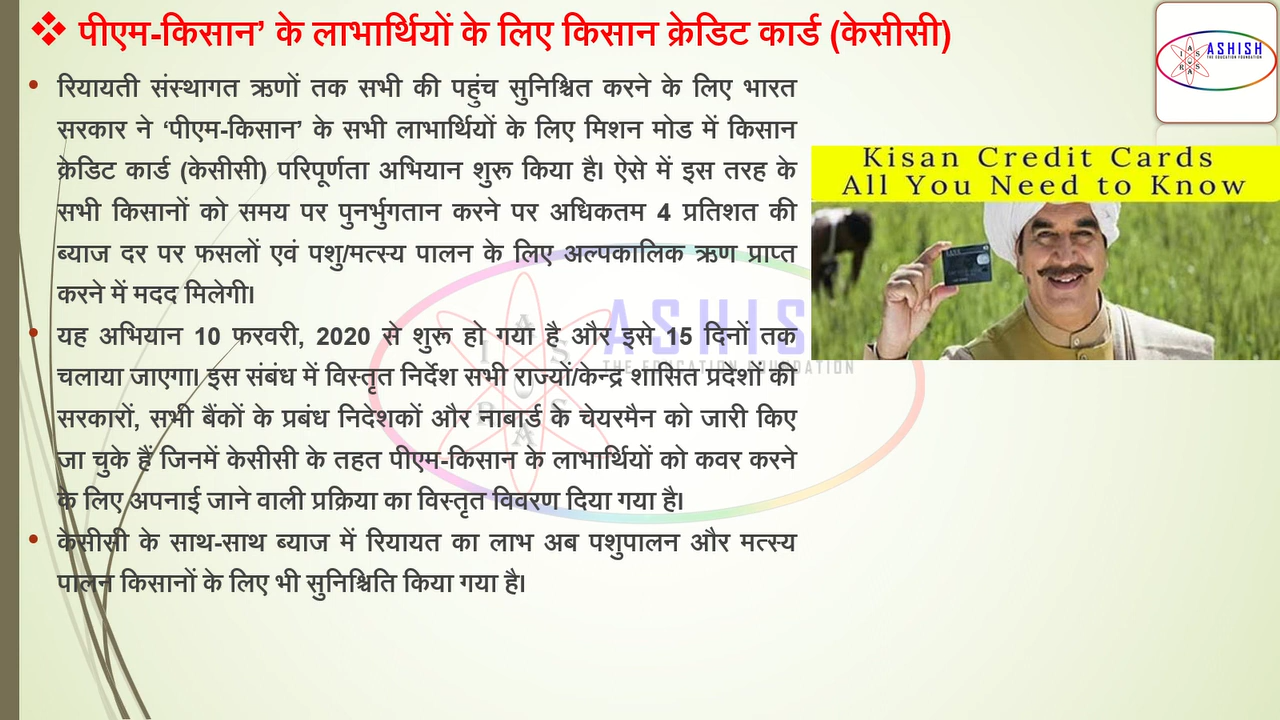 ❖ पीएम-किसान’ के लाभार्थियों के लिए किसान क्रेडिट कार्ड (केसीसी)
ASHISH
THE EDUCATION FOUNDATION
• रियायती संस्थागत ऋणों तक सभी की पहुंच सुनिश्चित करने के लिए भारत
सरकार ने ‘पीएम-किसान’ के सभी लाभार्थियों के लिए मिशन मोड में किसान
क्रेडिट कार्ड (केसीसी) परिपूर्णता अभियान शुरू किया है। ऐसे में इस तरह के
सभी किसानों को समय पर पुनर्भुगतान करने पर अधिकतम 4 प्रतिशत की
ब्याज दर पर फसलों एवं पशु/मत्स्य पालन के लिए अल्पकालिक ऋण प्राप्त
करने में मदद मिलेगी।
• यह अभियान 10 फरवरी, 2020 से शुरू हो गया है और इसे 15 दिनों तक
चलाया जाएगा। इस संबंध में विस्तृत निर्देश सभी राज्यों/केन्द्र शासित प्रदेशों की
सरकारों, सभी बैंकों के प्रबंध निदेशकों और नाबार्ड के चेयरमैन को जारी किए
जा चुके हैं जिनमें केसीसी के तहत पीएम-किसान के लाभार्थियों को कवर करने
के लिए अपनाई जाने वाली प्रक्रिया का विस्तृत विवरण दिया गया है।
• केसीसी के साथ-साथ ब्याज में रियायत का लाभ अब पशुपालन और मत्स्य
पालन किसानों के लिए भी सुनिश्चिति किया गया है।
Kisan Credit Cards
All You Need to Know
ASHISH
THE EDUCATION FOUNDATION